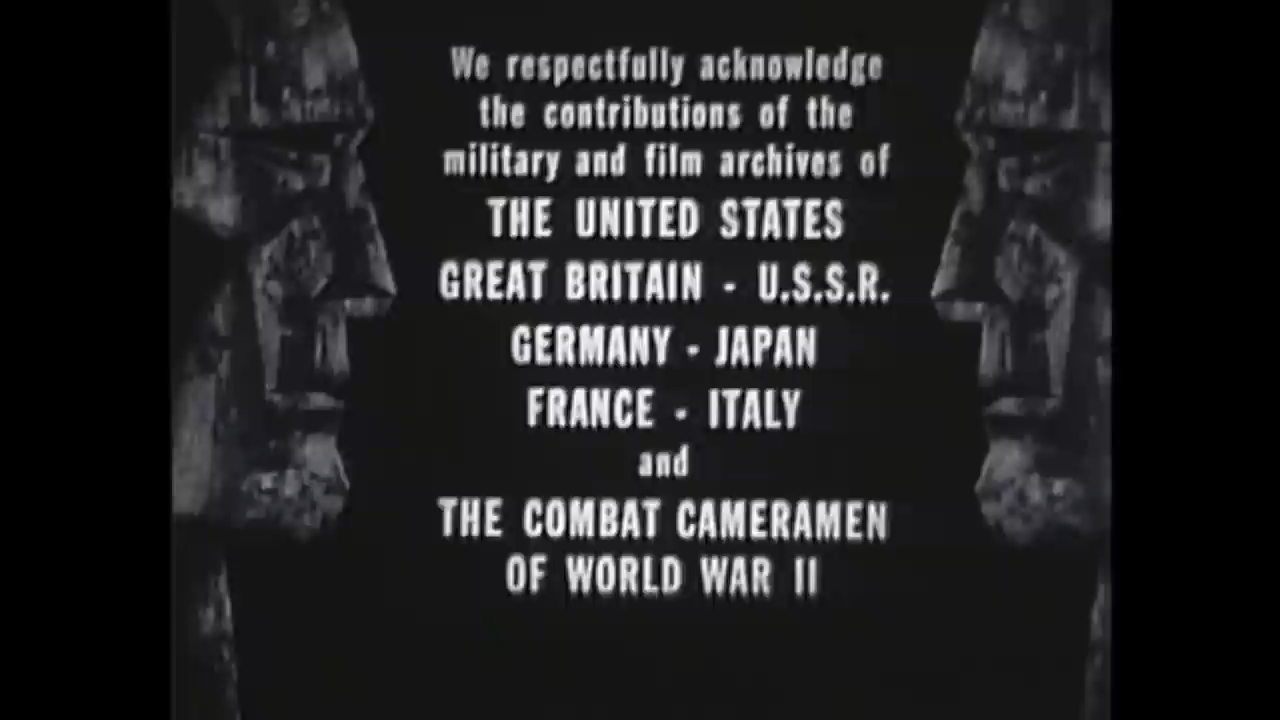 We respectfully acknowledge
the contributions of the
military and film archives of
THE UNITED STATES
GREAT BRITAIN - U.S.S.R.
GERMANY - JAPAN
FRANCE - ITALY
and
THE COMBAT CAMERAMEN
OF WORLD WAR II